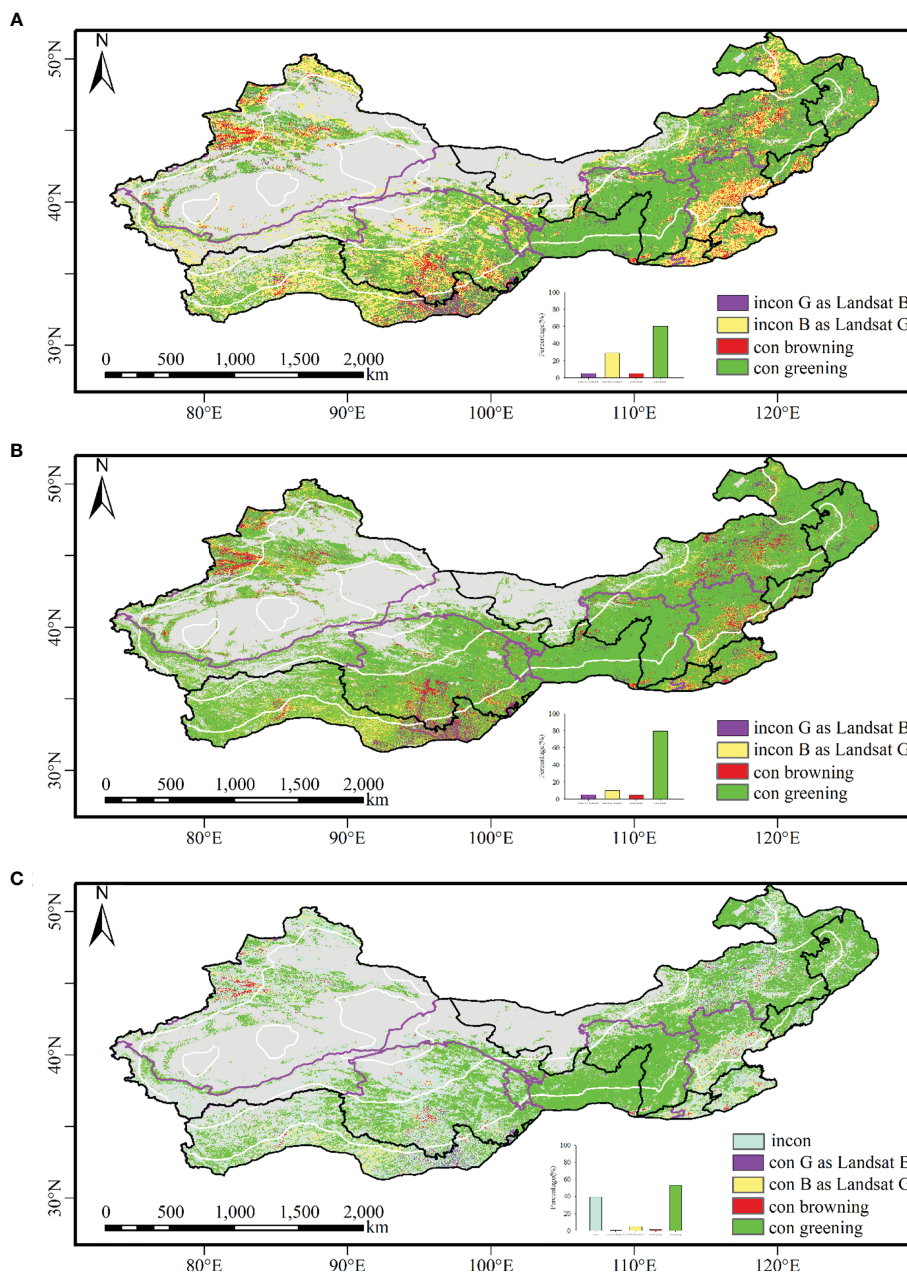 A
N
50°N
40°N
31°N
Percentage(%)
100
80
60
40
20
0
incon G as Landsat B
incon B as Landsat G
con browning
con greening
0 500 1,000 1,500 2,000
km
80°E 90°E 100°E 110°E 120°E
B
N
50°N
40°N
30°N
Percentage(%)
80
60
40
20
0
incon G as Landsat B
incon B as Landsat G
con browning
con greening
0 500 1,000 1,500 2,000
km
80°E 90°E 100°E 110°E 120°E
C
N
50°N
40°N
30°N
Percentage(%)
100
80
60
40
20
0
incon
con G as Landsat B
con B as Landsat G
con browning
con greening
0 500 1,000 1,500 2,000
km
80°E 90°E 100°E 110°E 120°E